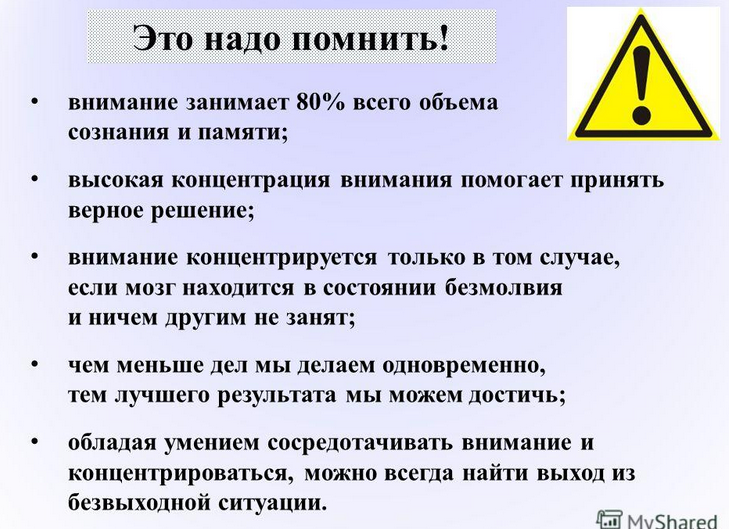 Это надо помнить!
• внимание занимает 80% всего объема
сознания и памяти;
• высокая концентрация внимания помогает принять
верное решение;
• внимание концентрируется только в том случае,
если мозг находится в состоянии безмолвия
и ничем другим не занят;
• чем меньше дел мы делаем одновременно,
тем лучшего результата мы можем достичь;
• обладая умением сосредотачивать внимание и
концентрироваться, можно всегда найти выход из
безвыходной ситуации.
MyShared